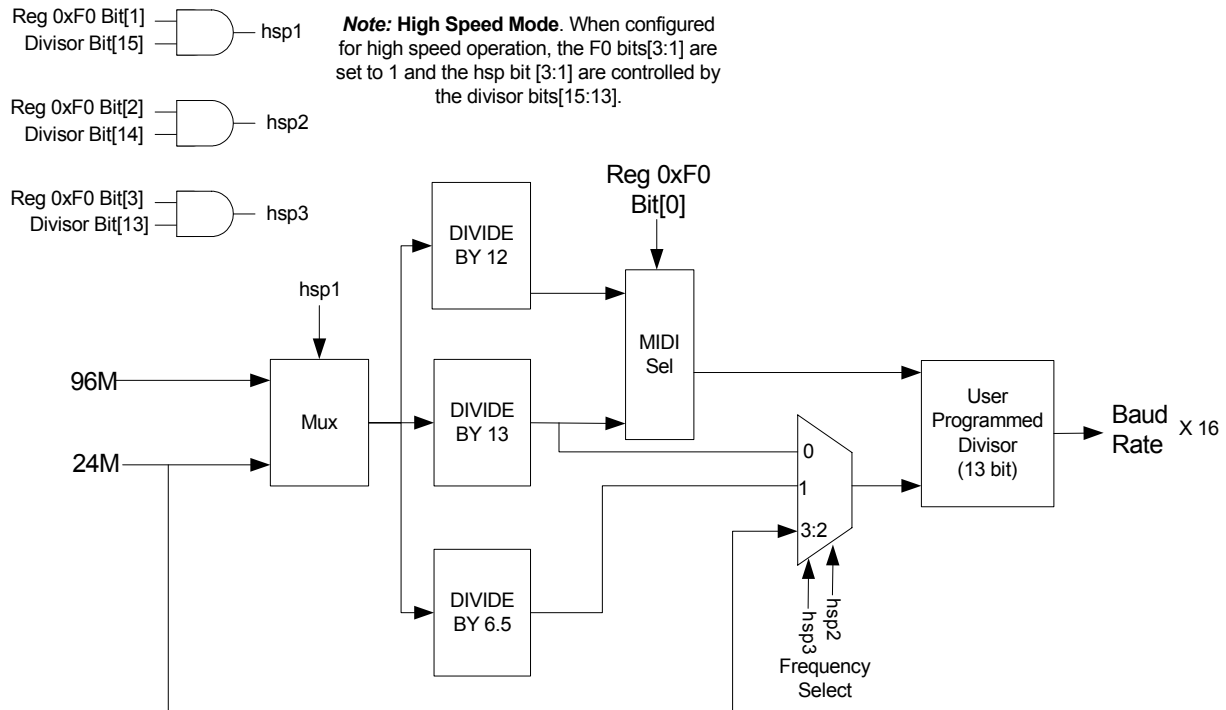 Reg 0xF0 Bit[1]
Divisor Bit[15]
hsp1
Note: High Speed Mode. When configured
for high speed operation, the F0 bits[3:1] are
set to 1 and the hsp bit [3:1] are controlled by
the divisor bits[15:13].
Reg 0xF0 Bit[2]
Divisor Bit[14]
hsp2
Reg 0xF0 Bit[3]
Divisor Bit[13]
hsp3
Reg 0xF0
Bit[0]
DIVIDE
BY 12
hsp1
MIDI
Sel
96M
24M
Mux
DIVIDE
BY 13
0
1
3:2
User
Programmed
Divisor
(13 bit)
Baud
Rate
X 16
DIVIDE
BY 6.5
hsp3
hsp2
Frequency
Select